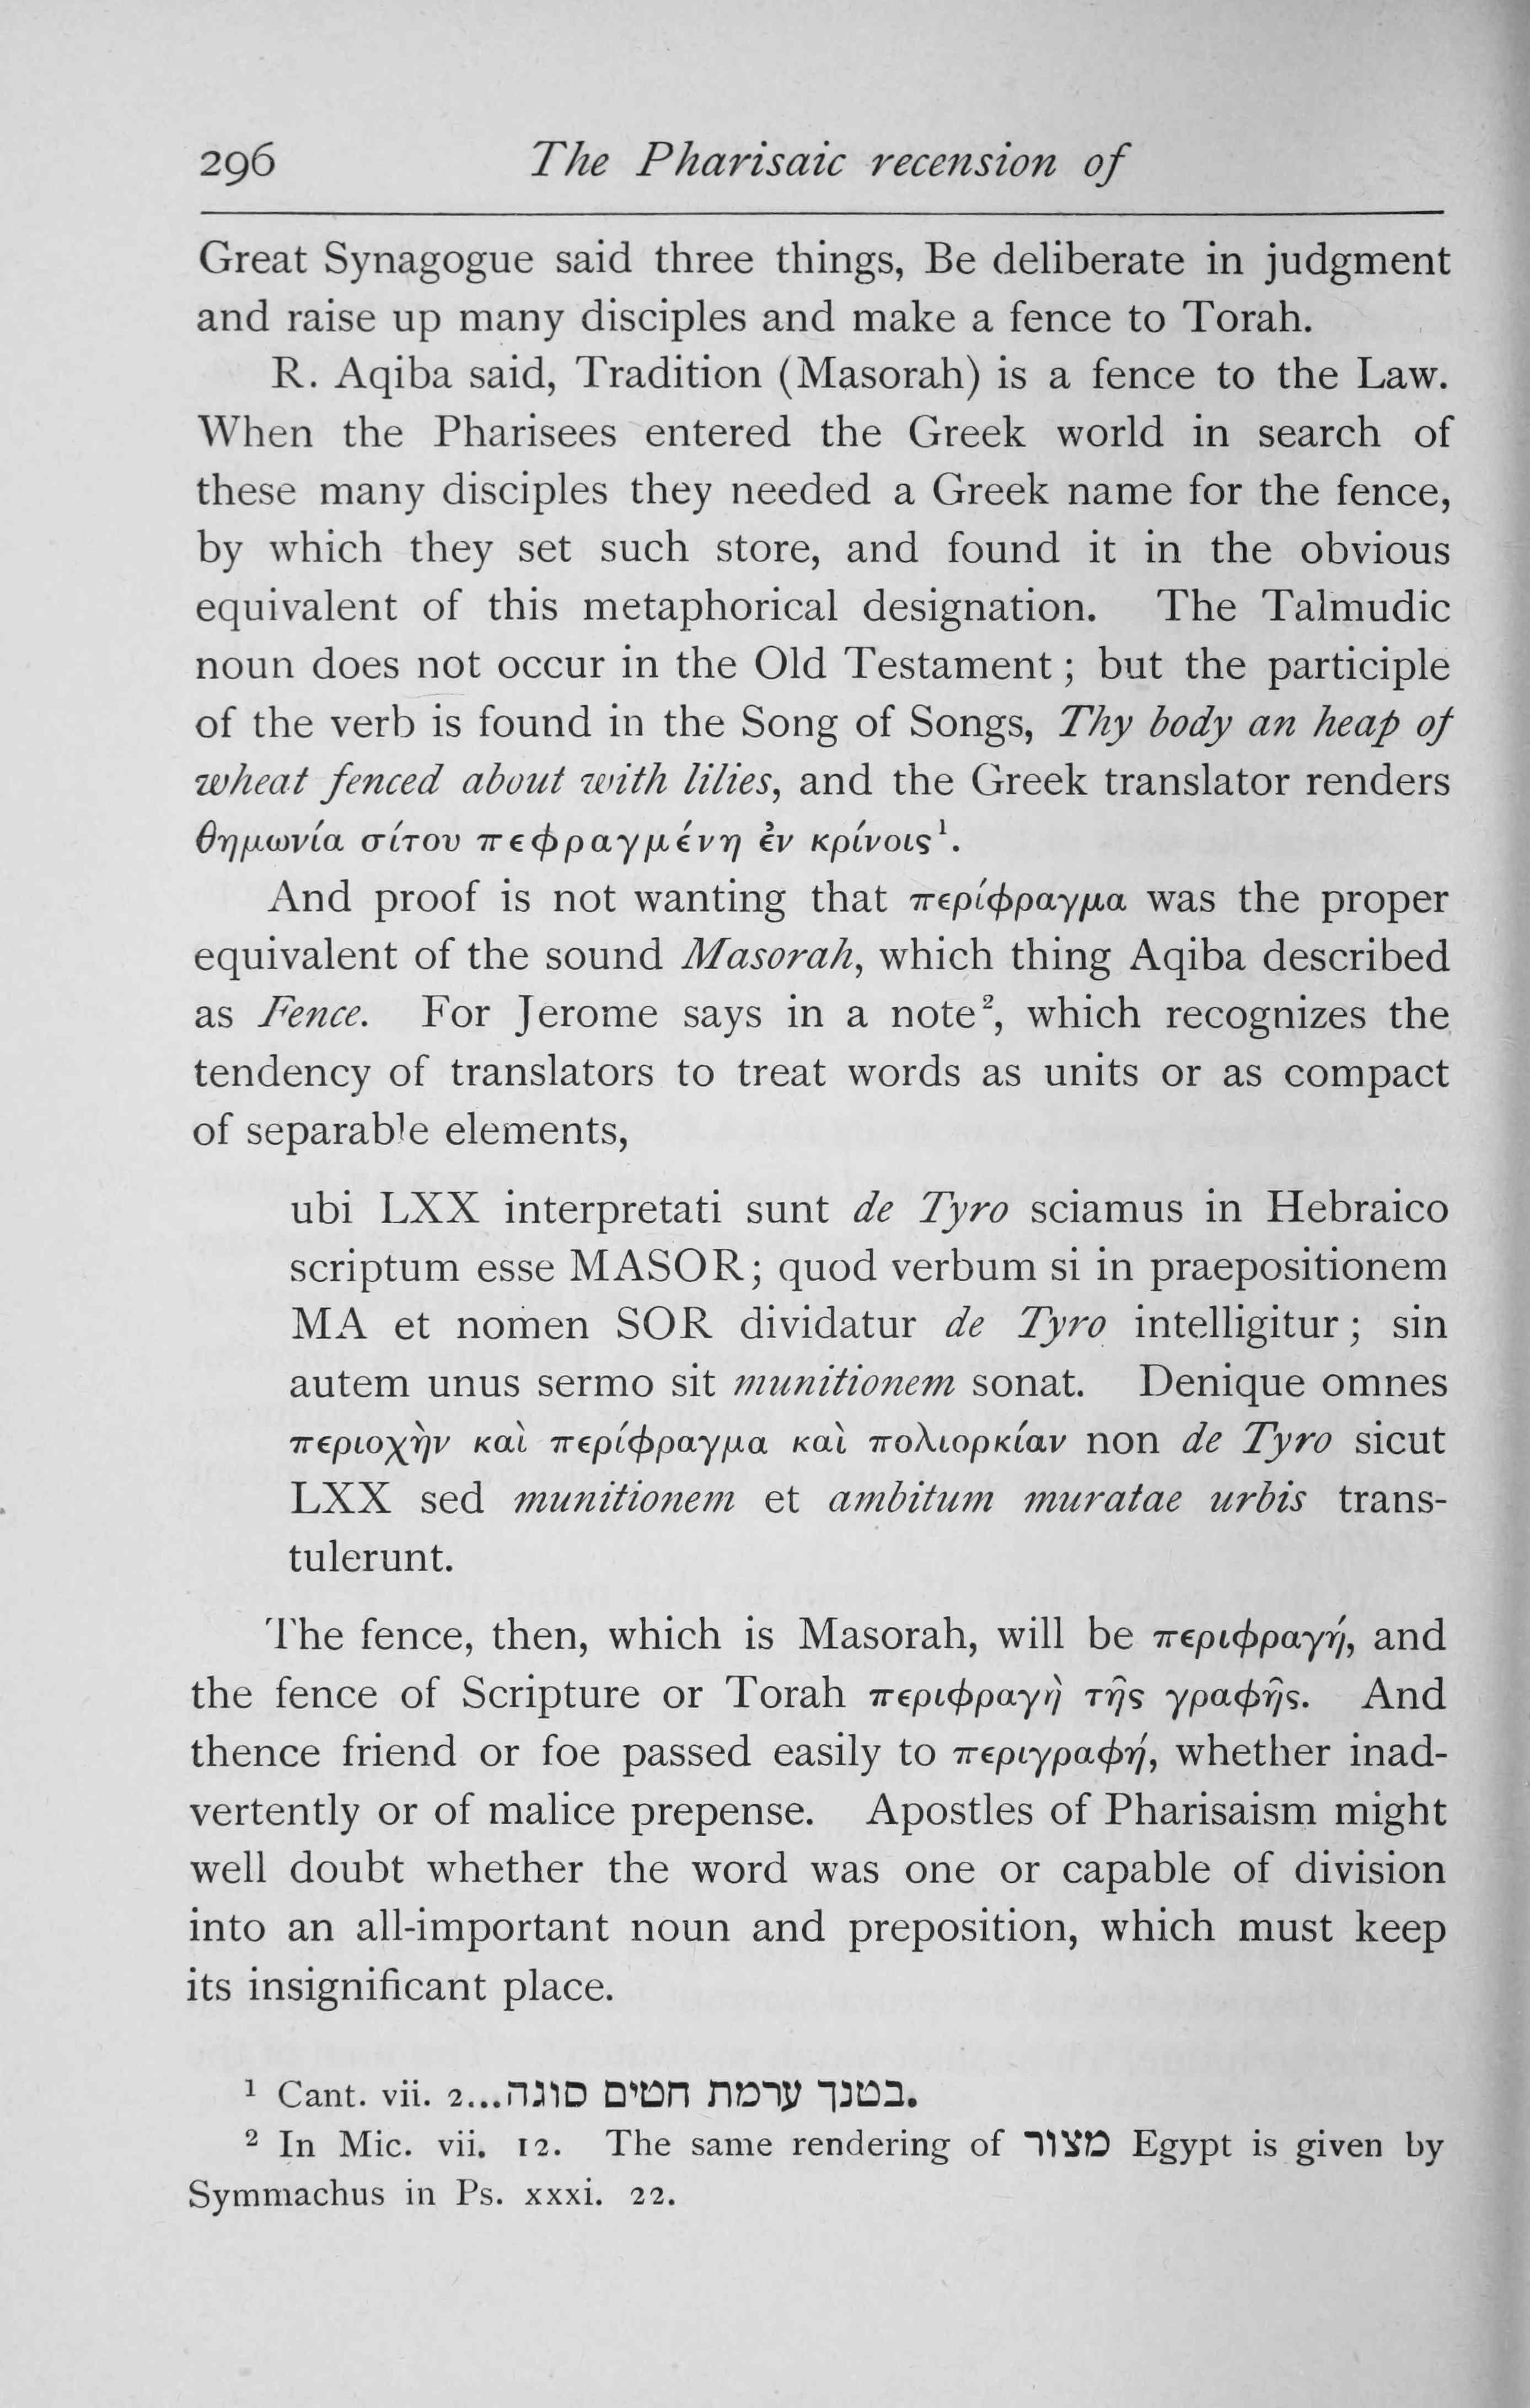 296 The Pharisaic recension of
Great Synagogue said three things, Be deliberate in judgment
and raise up many disciples and make a fence to Torah.
R. Aqiba said, Tradition (Masorah) is a fence to the Law.
When the Pharisees entered the Greek world in search of
these many disciples they needed a Greek name for the fence,
by which they set such store, and found it in the obvious
equivalent of this metaphorical designation. The Talmudic
noun does not occur in the Old Testament; but the participle
of the verb is found in the Song of Songs, Thy body an heap of
wheat fenced about with lilies, and the Greek translator renders
θημωνία σίτου πεφραγμένη ἐν κρίνοις¹.
And proof is not wanting that περίφραγμα was the proper
equivalent of the sound Masorah, which thing Aqiba described
as Fence. For Jerome says in a note², which recognizes the
tendency of translators to treat words as units or as compact
of separable elements,
ubi LXX interpretati sunt de Tyro sciamus in Hebraico
scriptum esse MASOR; quod verbum si in praepositionem
MA et nomen SOR dividatur de Tyro intelligitur; sin
autem unus sermo sit munitionem sonat. Denique omnes
περιοχὴν καὶ περίφραγμα καὶ πολιορκίαν non de Tyro sicut
LXX sed munitionem et ambitum muratae urbis trans-
tulerunt.
The fence, then, which is Masorah, will be περιφραγή, and
the fence of Scripture or Torah περιφραγὴ τῆς γραφῆς. And
thence friend or foe passed easily to περιγραφή, whether inad-
vertently or of malice prepense. Apostles of Pharisaism might
well doubt whether the word was one or capable of division
into an all-important noun and preposition, which must keep
its insignificant place.
¹ Cant. vii. 2...בטנך ערמת חטים סוגה.
² In Mic. vii. 12. The same rendering of מצור Egypt is given by
Symmachus in Ps. xxxi. 22.